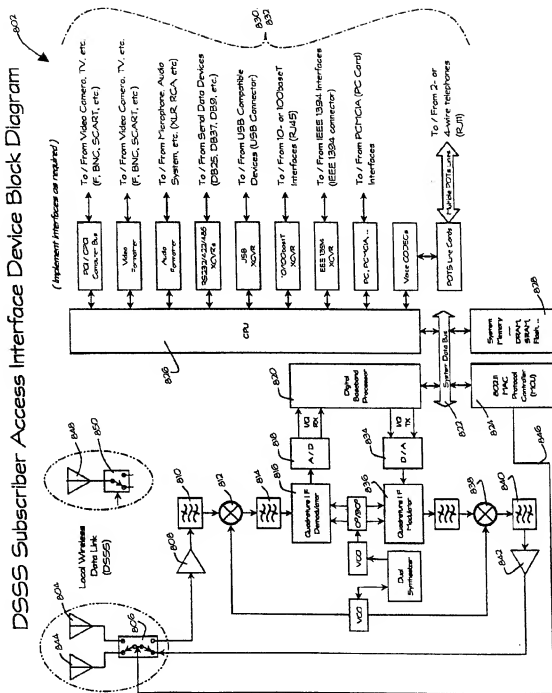 DSSS Subscriber Access Interface Device Block Diagram
802
( Implement interfaces as required )
830
832
To / From Video Camera, TV, etc.
(F, BNC, SCART, etc)
To / From Video Camera, TV, etc.
(F, BNC, SCART, etc)
To / From Microphone, Audio
System, etc. (XLR, RCA, etc)
To / From Serial Data Devices
(DB25, DB37, DB9, etc.)
To / From USB Compatible
Devices (USB Connector)
To / From 10- or 100baseT
Interfaces (RJ45)
To / From IEEE 1394 Interfaces
(IEEE 1394 connector)
To / From PCMCIA (PC Card)
Interfaces
To / From 2- or
4-wire telephones
(RJ11)
Multiple POTS Lines
PCI / CPCI
Computer Bus
Video
Formatter
Audio
Formatter
RS232/422/485
XCVRs
USB
XCVR
10/100baseT
XCVR
IEEE 1394
XCVR
PC, PCMCIA, ...
Voice CODECs
POTS Line Cards
CPU
826
System Data Bus
822
System
Memory
DRAM,
SRAM,
Flash...
828
802.11
MAC
Protocol
Controller
(MCU)
824
846
Digital
Baseband
Processor
820
I/Q
RX
I/Q
TX
A / D
818
D / A
834
Quadrature IF
Demodulator
816
Quadrature IF
Modulator
836
0°/90°
VCO
VCO
Dual
Synthesizer
810
812
814
808
838
840
842
Local Wireless
Data Link
(DSSS)
848
850
804
844
806